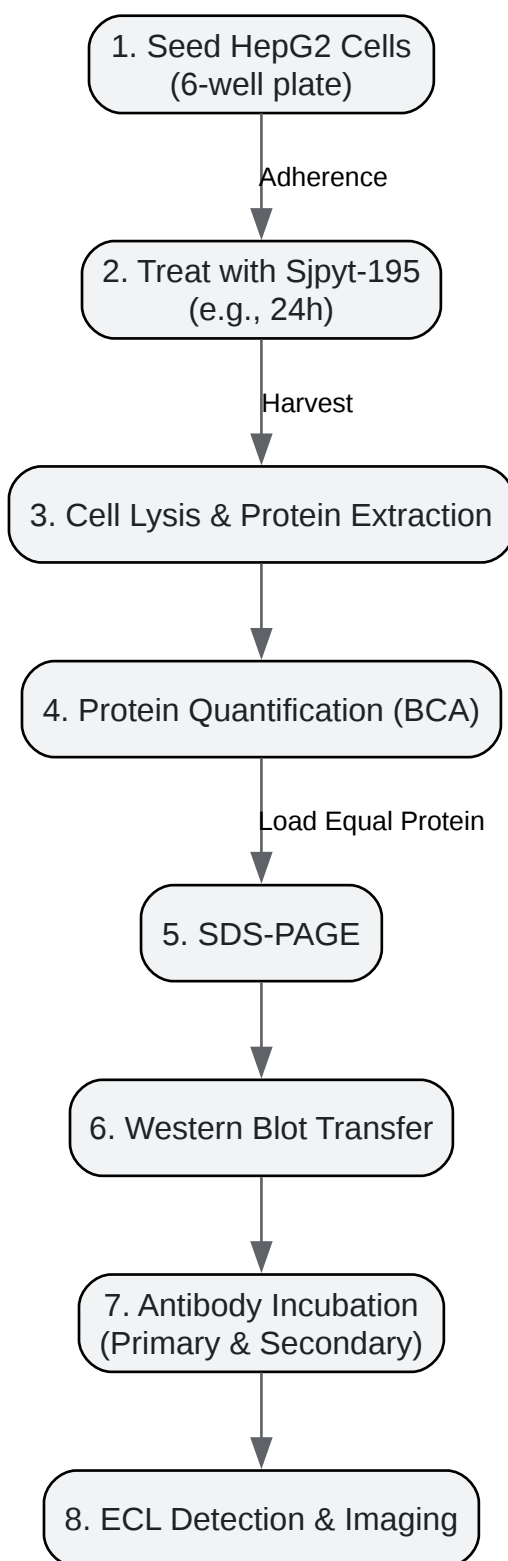 1. Seed HepG2 Cells
(6-well plate)
Adherence
2. Treat with Sjpyt-195
(e.g., 24h)
Harvest
3. Cell Lysis & Protein Extraction
4. Protein Quantification (BCA)
Load Equal Protein
5. SDS-PAGE
6. Western Blot Transfer
7. Antibody Incubation
(Primary & Secondary)
8. ECL Detection & Imaging